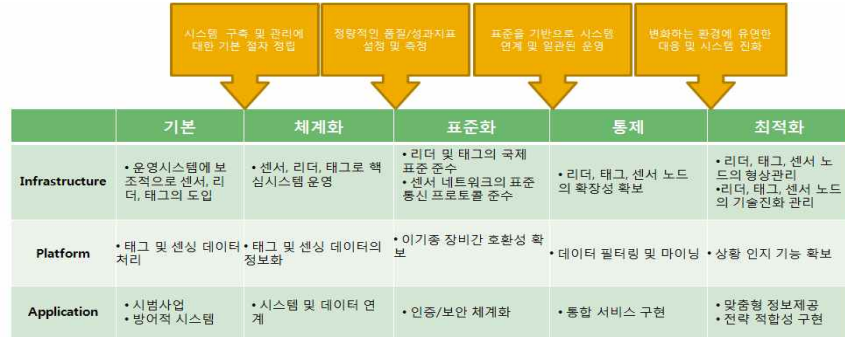 시스템 구축 및 관리에
대한 기본 절차 정립
정량적인 품질/성과지표
설정 및 측정
표준을 기반으로 시스템
연계 및 일관된 운영
변화하는 환경에 유연한
대응 및 시스템 진화
기본 체계화 표준화 통제 최적화
Infrastructure
• 운영시스템에 보
조적으로 센서, 리
더, 태그의 도입
• 센서, 리더, 태그로 핵
심시스템 운영
• 리더 및 태그의 국제
표준 준수
• 센서 네트워크의 표준
통신 프로토콜 준수
• 리더, 태그, 센서 노드
의 확장성 확보
• 리더, 태그, 센서 노
드의 형상관리
•리더, 태그, 센서 노드
의 기술진화 관리
Platform
• 태그 및 센싱 데이터
처리
• 태그 및 센싱 데이터의
정보화
• 이기종 장비간 호환성 확
보
• 데이터 필터링 및 마이닝
• 상황 인지 기능 확보
Application
• 시범사업
• 방어적 시스템
• 시스템 및 데이터 연
계
• 인증/보안 체계화
• 통합 서비스 구현
• 맞춤형 정보제공
• 전략 적합성 구현